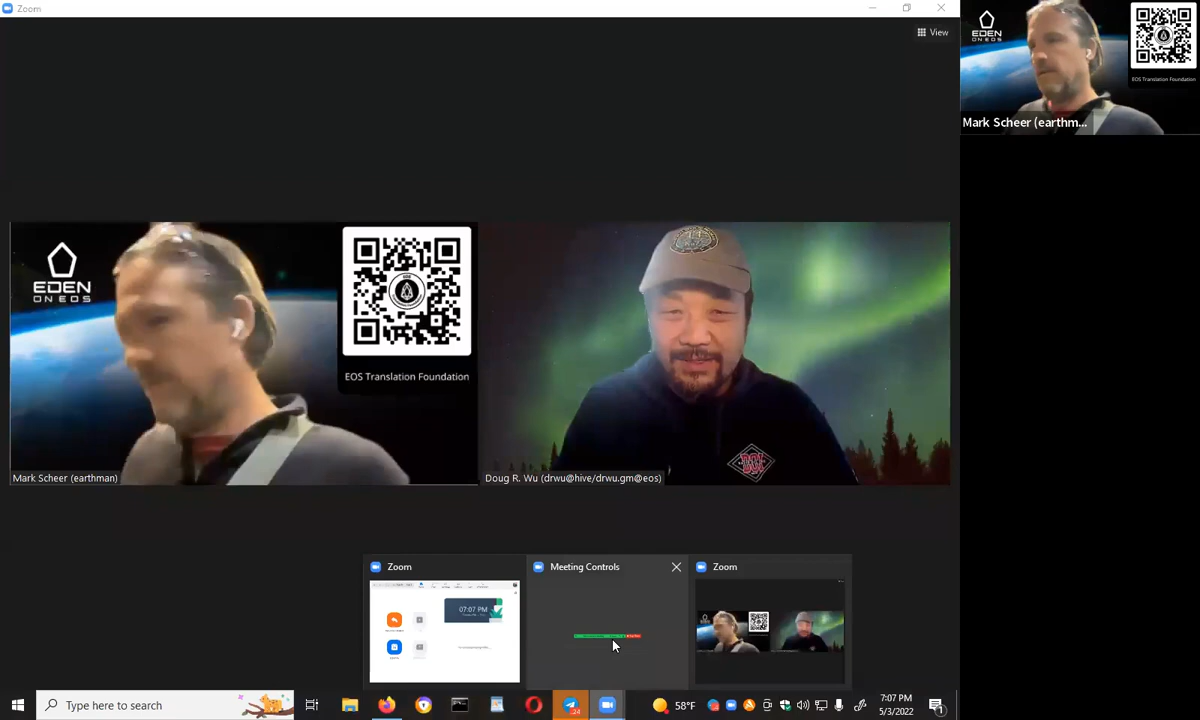 Zoom
View
EDEN
ON EOS
EOS Translation Foundation
Mark Scheer (earthm...
EDEN
ON EOS
EOS Translation Foundation
Mark Scheer (earthman)
Doug R. Wu (drwu@hive/drwu.gm@eos)
Zoom
Meeting Controls
Zoom
07:07 PM
Type here to search
24
58°F
7:07 PM
5/3/2022
1